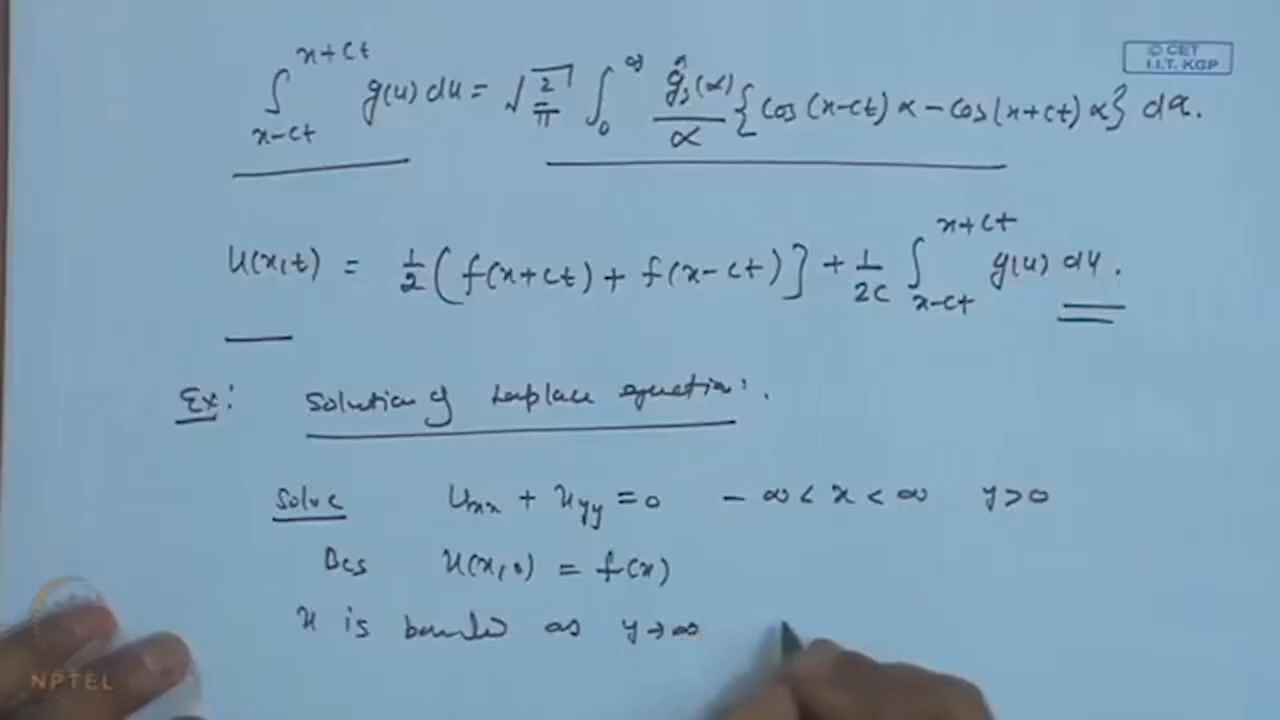 © CET
I.I.T. KGP
∫_{x-ct}^{x+ct} g(u) du = √(2/π) ∫_0^∞ ĝ_s(α)/α {cos(x-ct)α - cos(x+ct)α} dα.
u(x,t) = 1/2 (f(x+ct) + f(x-ct)] + 1/2c ∫_{x-ct}^{x+ct} g(u) du.
Ex: Solution of Laplace equation:.
Solve u_xx + u_yy = 0 - ∞ < x < ∞ y > 0
Bcs u(x,0) = f(x)
u is bounded as y → ∞
NPTEL